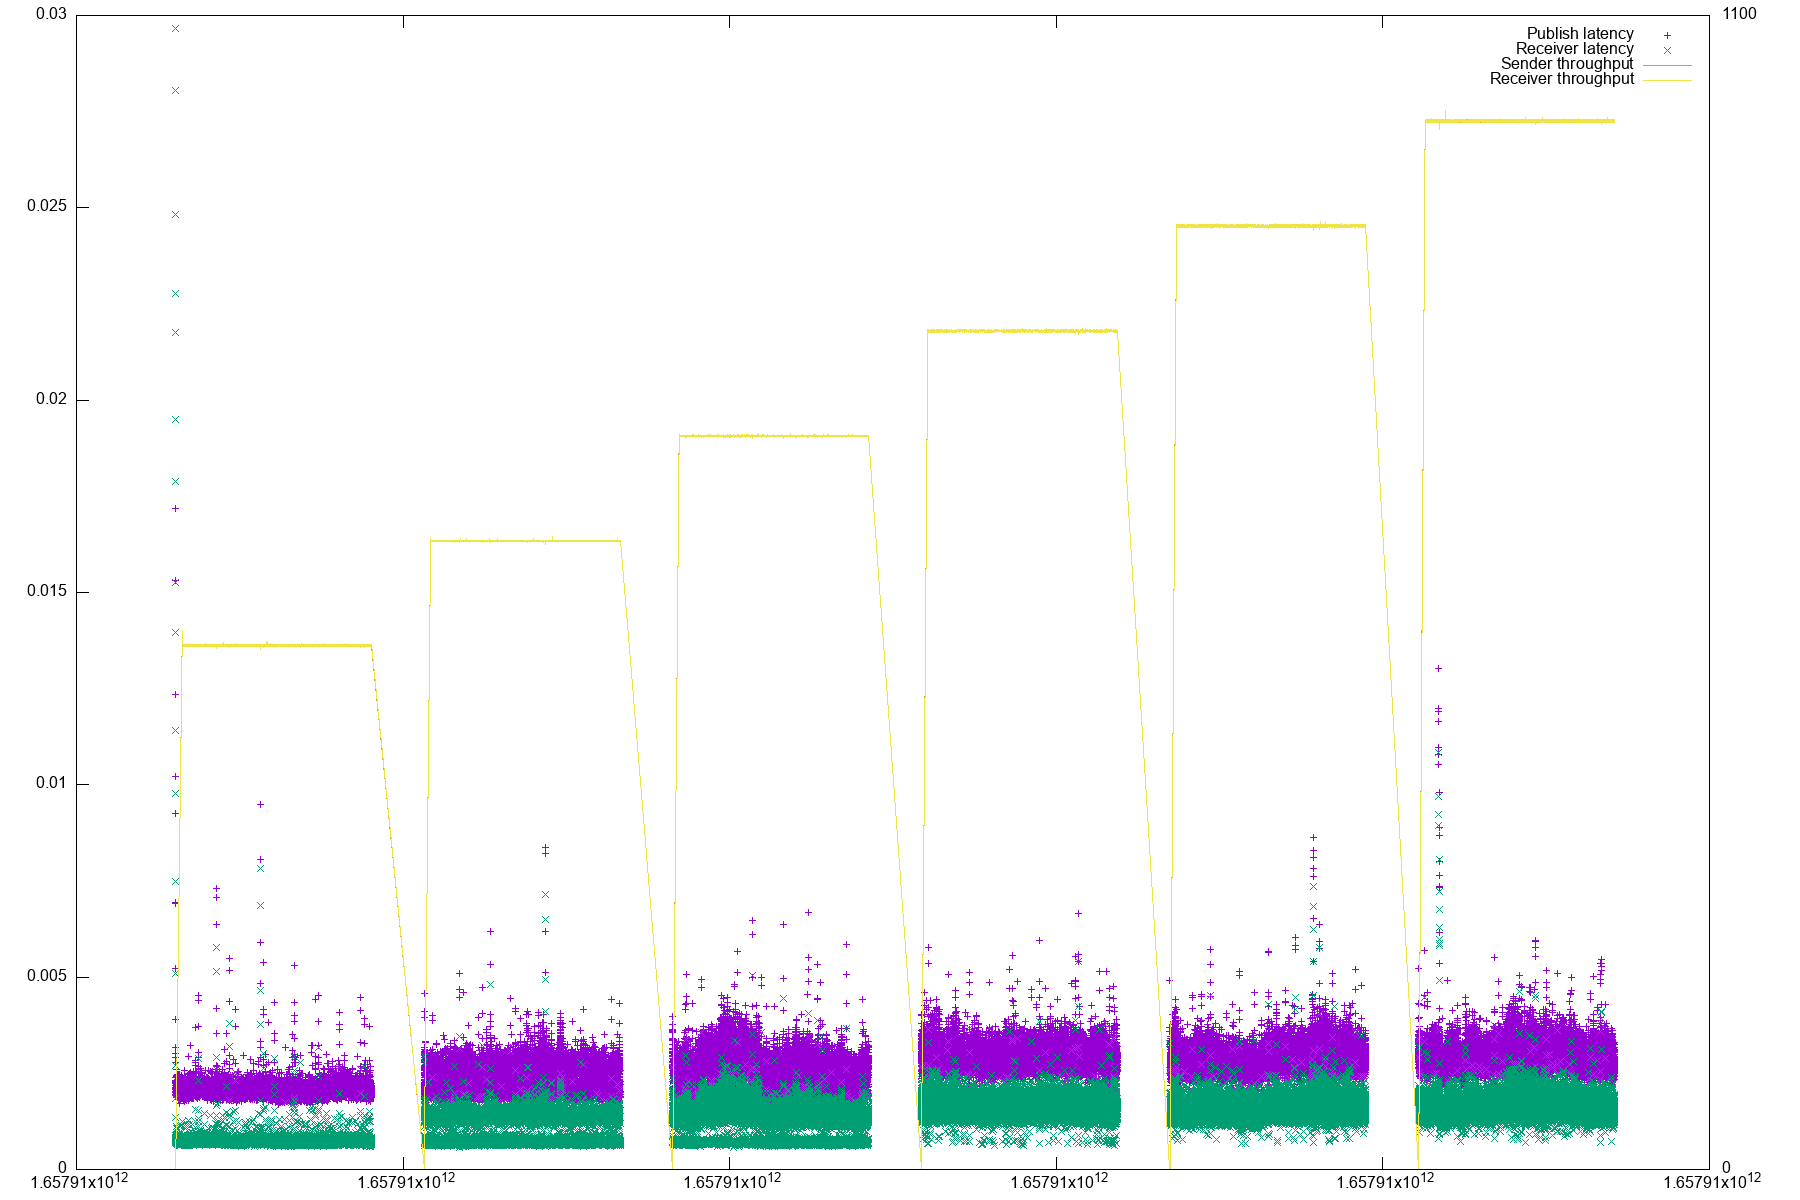 0.03
1100
Publish latency
Receiver latency
Sender throughput
Receiver throughput
0.025
0.02
0.015
0.01
0.005
0
0
1.65791x10^12 1.65791x10^12 1.65791x10^12 1.65791x10^12 1.65791x10^12 1.65791x10^12